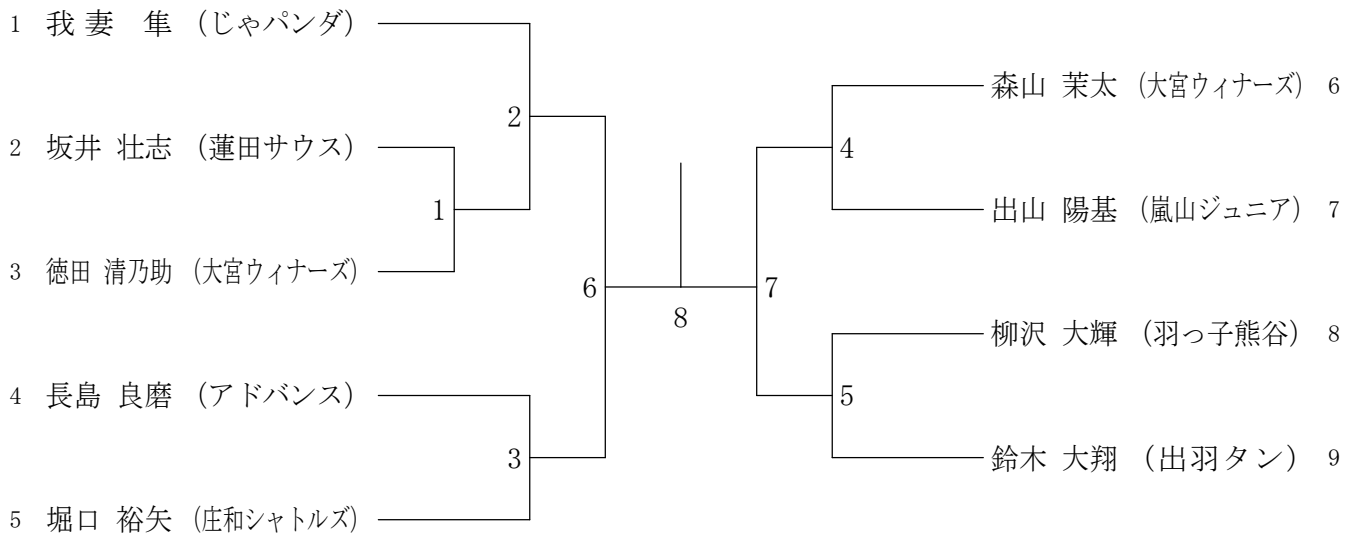 1 我妻 隼 (じゃパンダ)
2 坂井 壮志 (蓮田サウス)
3 徳田 清乃助 (大宮ウィナーズ)
4 長島 良磨 (アドバンス)
5 堀口 裕矢 (庄和シャトルズ)
2
1
6
3
8
7
4
5
森山 茉太 (大宮ウィナーズ) 6
出山 陽基 (嵐山ジュニア) 7
柳沢 大輝 (羽っ子熊谷) 8
鈴木 大翔 (出羽タン) 9